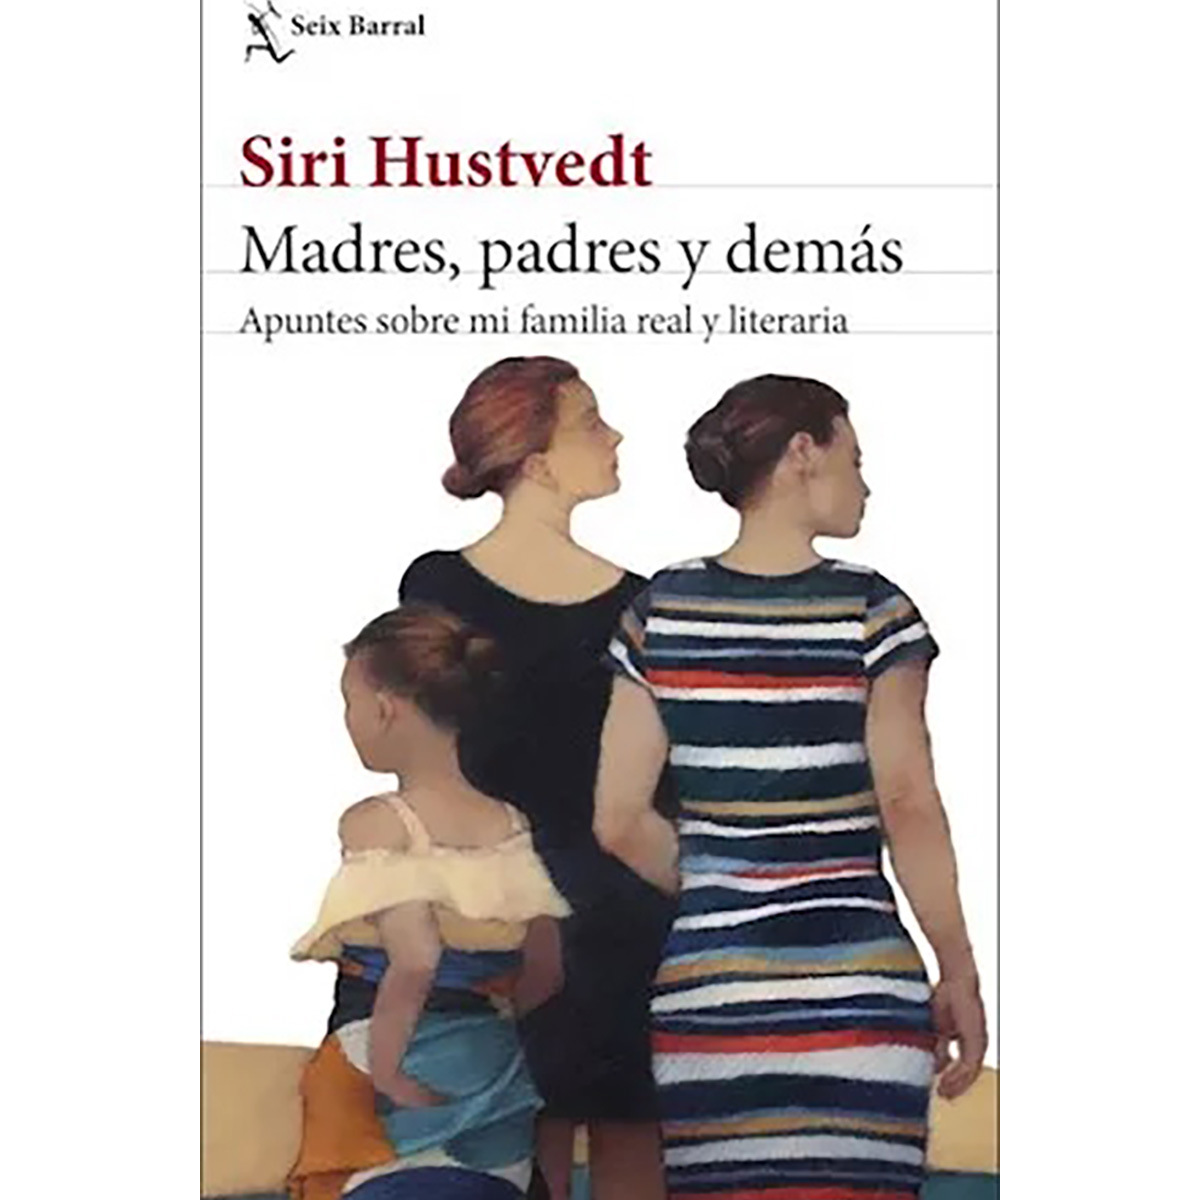 Seix Barral
Siri Hustvedt
Madres, padres y demás
Apuntes sobre mi familia real y literaria